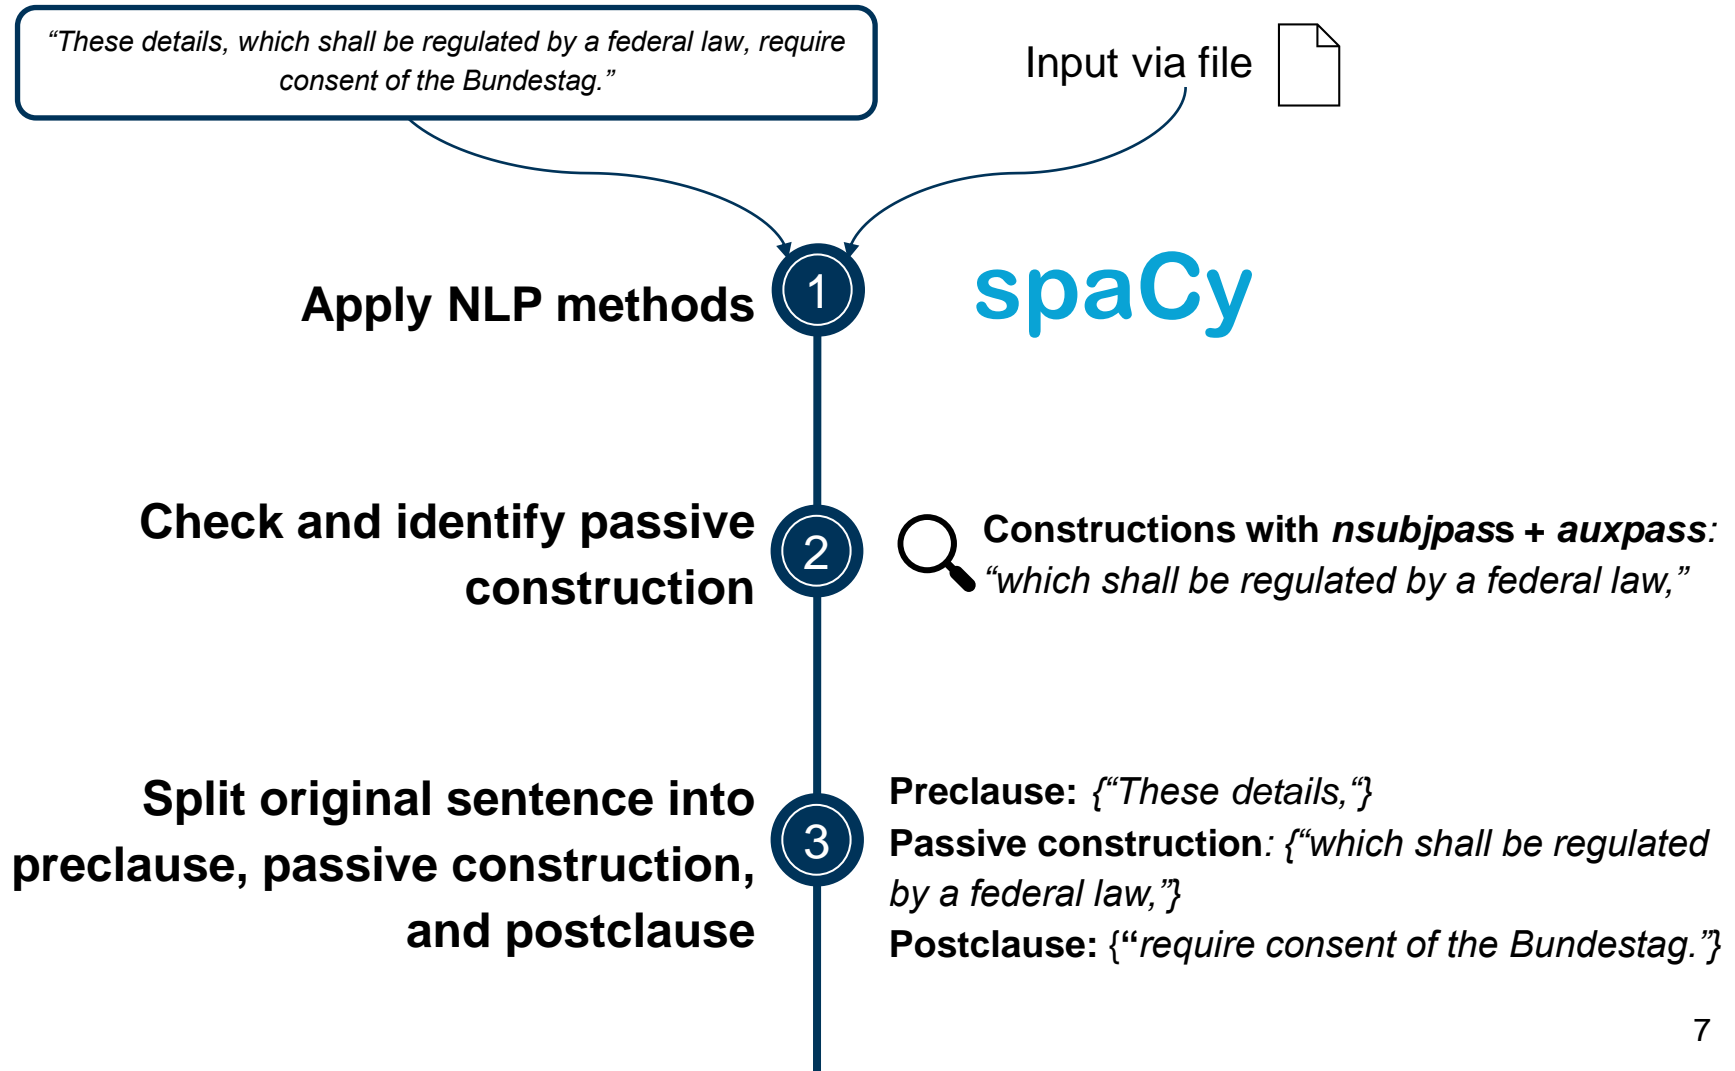 “These details, which shall be regulated by a federal law, require
consent of the Bundestag.”
Input via file
Apply NLP methods
1
spaCy
Check and identify passive
construction
2
Constructions with nsubjpass + auxpass:
“which shall be regulated by a federal law,”
Split original sentence into
preclause, passive construction,
and postclause
3
Preclause: {“These details,“}
Passive construction: {“which shall be regulated
by a federal law,”}
Postclause: {“require consent of the Bundestag.”}
7